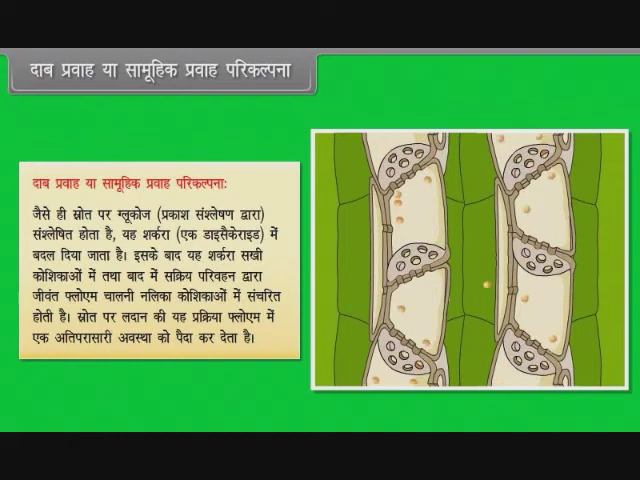 दाब प्रवाह या सामूहिक प्रवाह परिकल्पना
दाब प्रवाह या सामूहिक प्रवाह परिकल्पना:
जैसे ही स्रोत पर ग्लूकोज (प्रकाश संश्लेषण द्वारा)
संश्लेषित होता है, यह शर्करा (एक डाइसैकेराइड) में
बदल दिया जाता है। इसके बाद यह शर्करा सखी
कोशिकाओं में तथा बाद में सक्रिय परिवहन द्वारा
जीवंत फ्लोएम चालनी नलिका कोशिकाओं में संचरित
होती है। स्रोत पर लदान की यह प्रक्रिया फ्लोएम में
एक अतिपरासारी अवस्था को पैदा कर देता है।